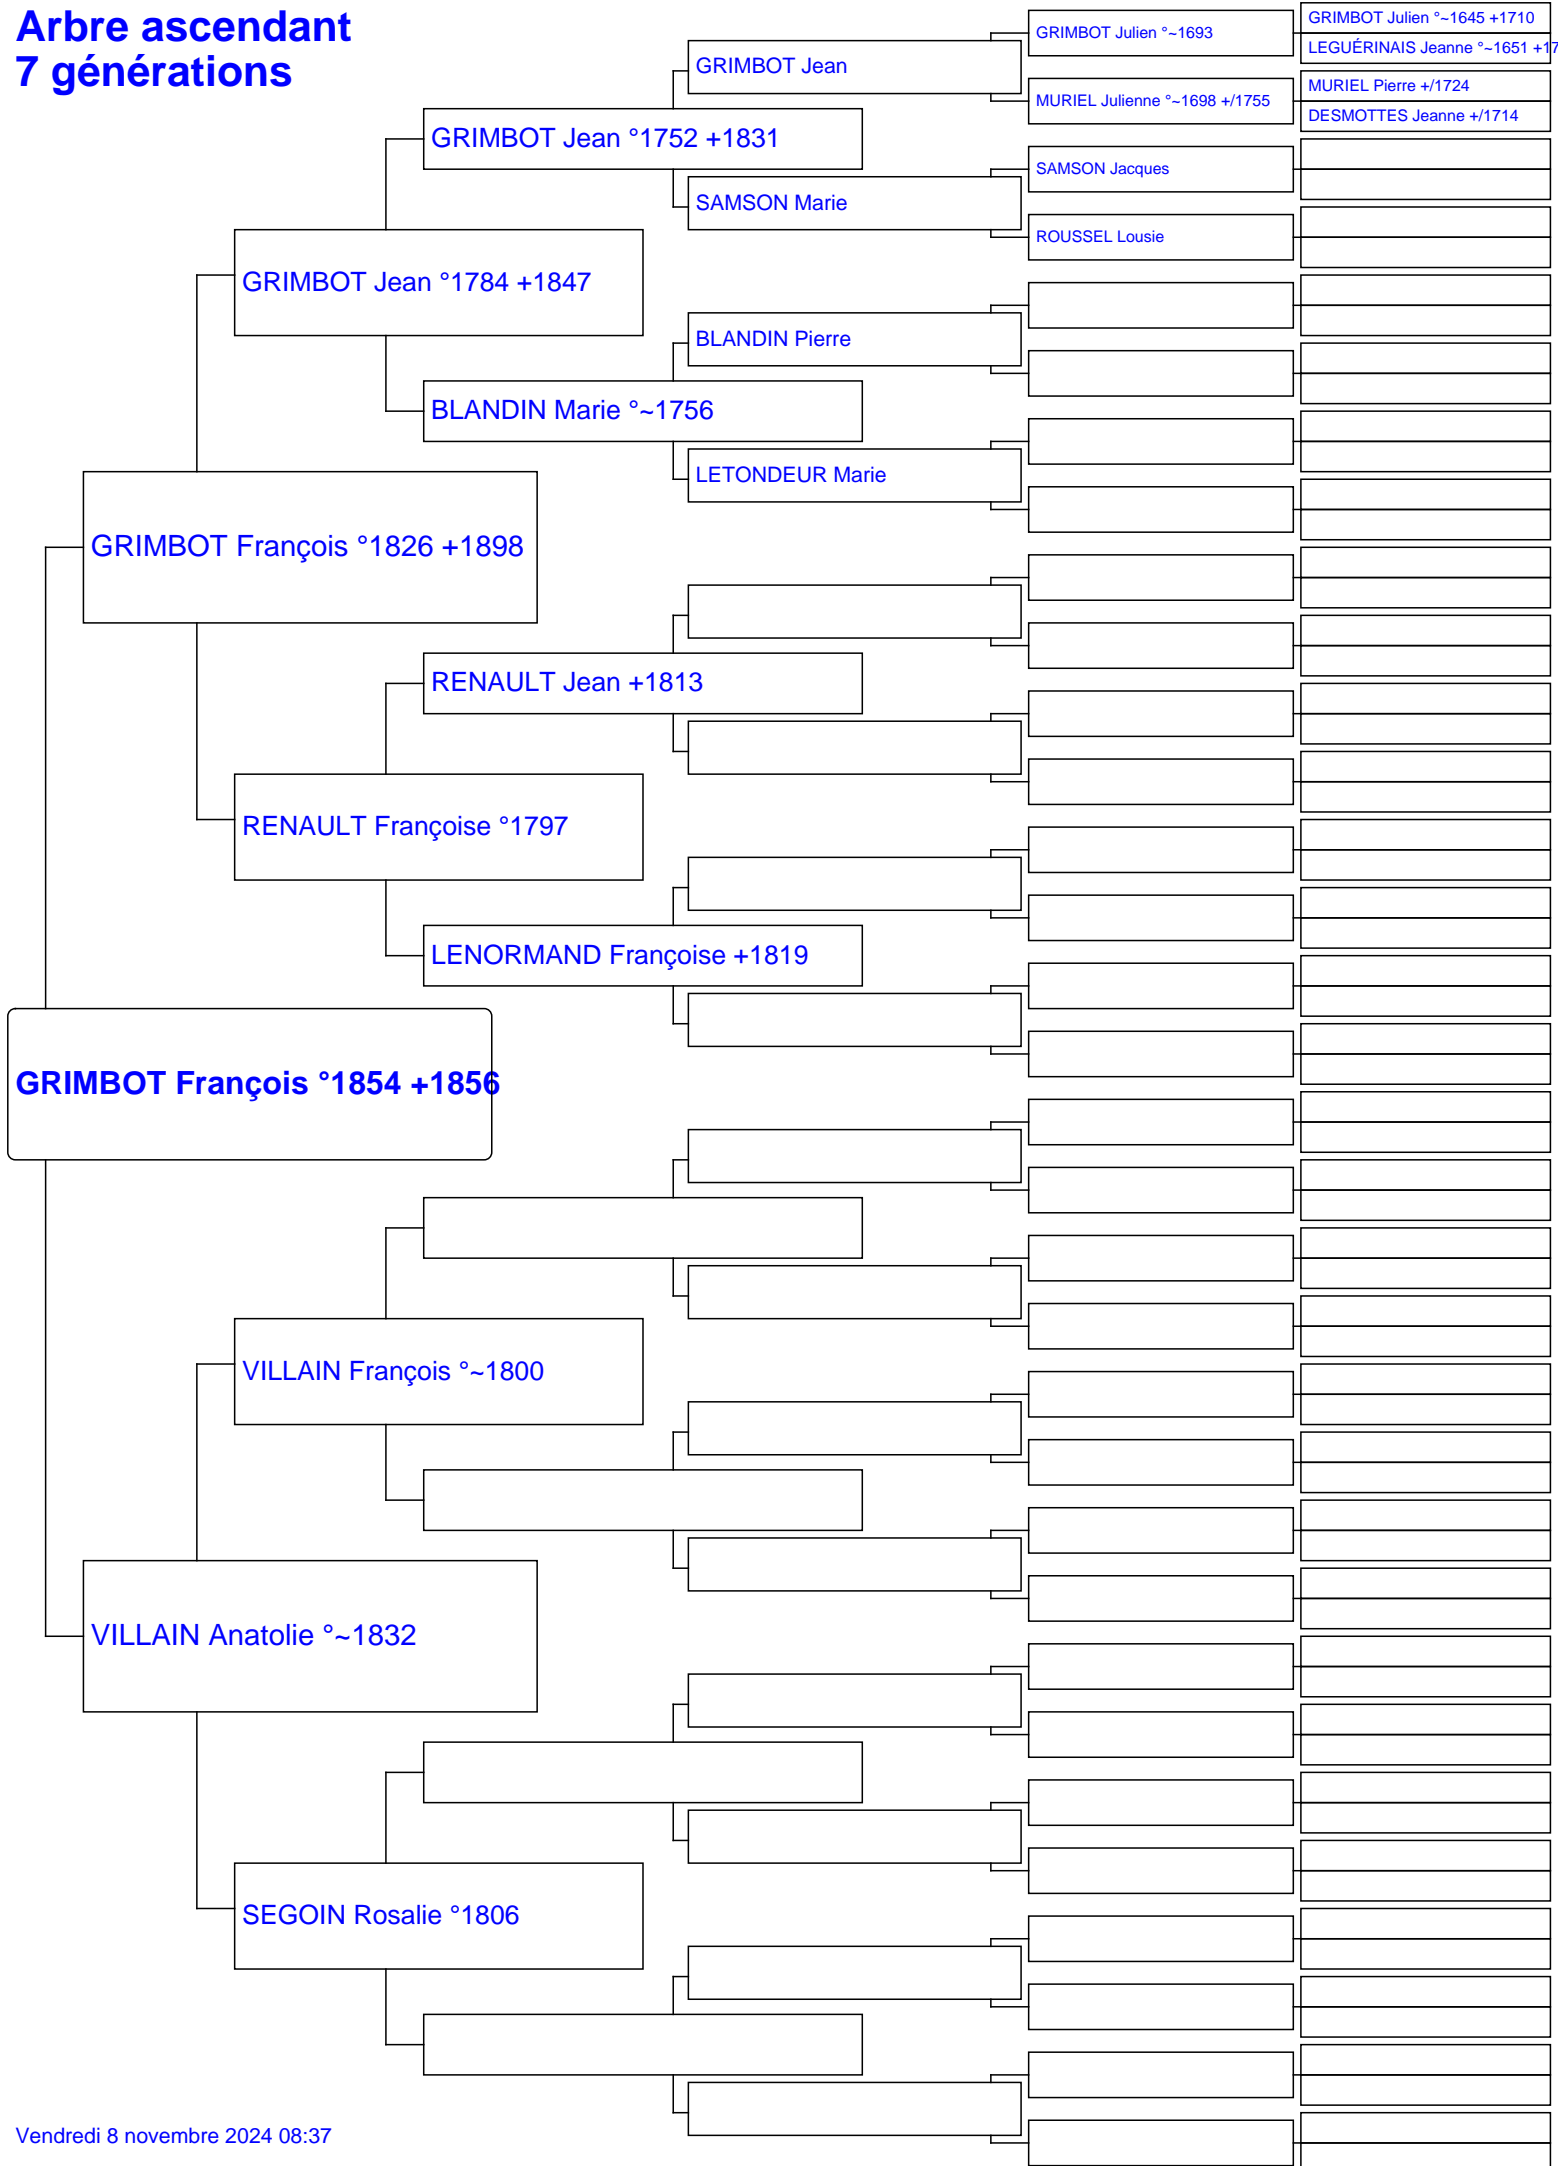 Arbre ascendant
7 générations
GRIMBOT Julien °~1693
GRIMBOT Julien °~1645 +1710
LEGUÉRINAIS Jeanne °~1651 +17
GRIMBOT Jean
MURIEL Julienne °~1698 +/1755
MURIEL Pierre +/1724
DESMOTTES Jeanne +/1714
GRIMBOT Jean °1752 +1831
SAMSON Jacques
SAMSON Marie
ROUSSEL Lousie
GRIMBOT Jean °1784 +1847
BLANDIN Pierre
BLANDIN Marie °~1756
LETONDEUR Marie
GRIMBOT François °1826 +1898
RENAULT Jean +1813
RENAULT Françoise °1797
LENORMAND Françoise +1819
GRIMBOT François °1854 +1856
VILLAIN François °~1800
VILLAIN Anatolie °~1832
SEGOIN Rosalie °1806
Vendredi 8 novembre 2024 08:37